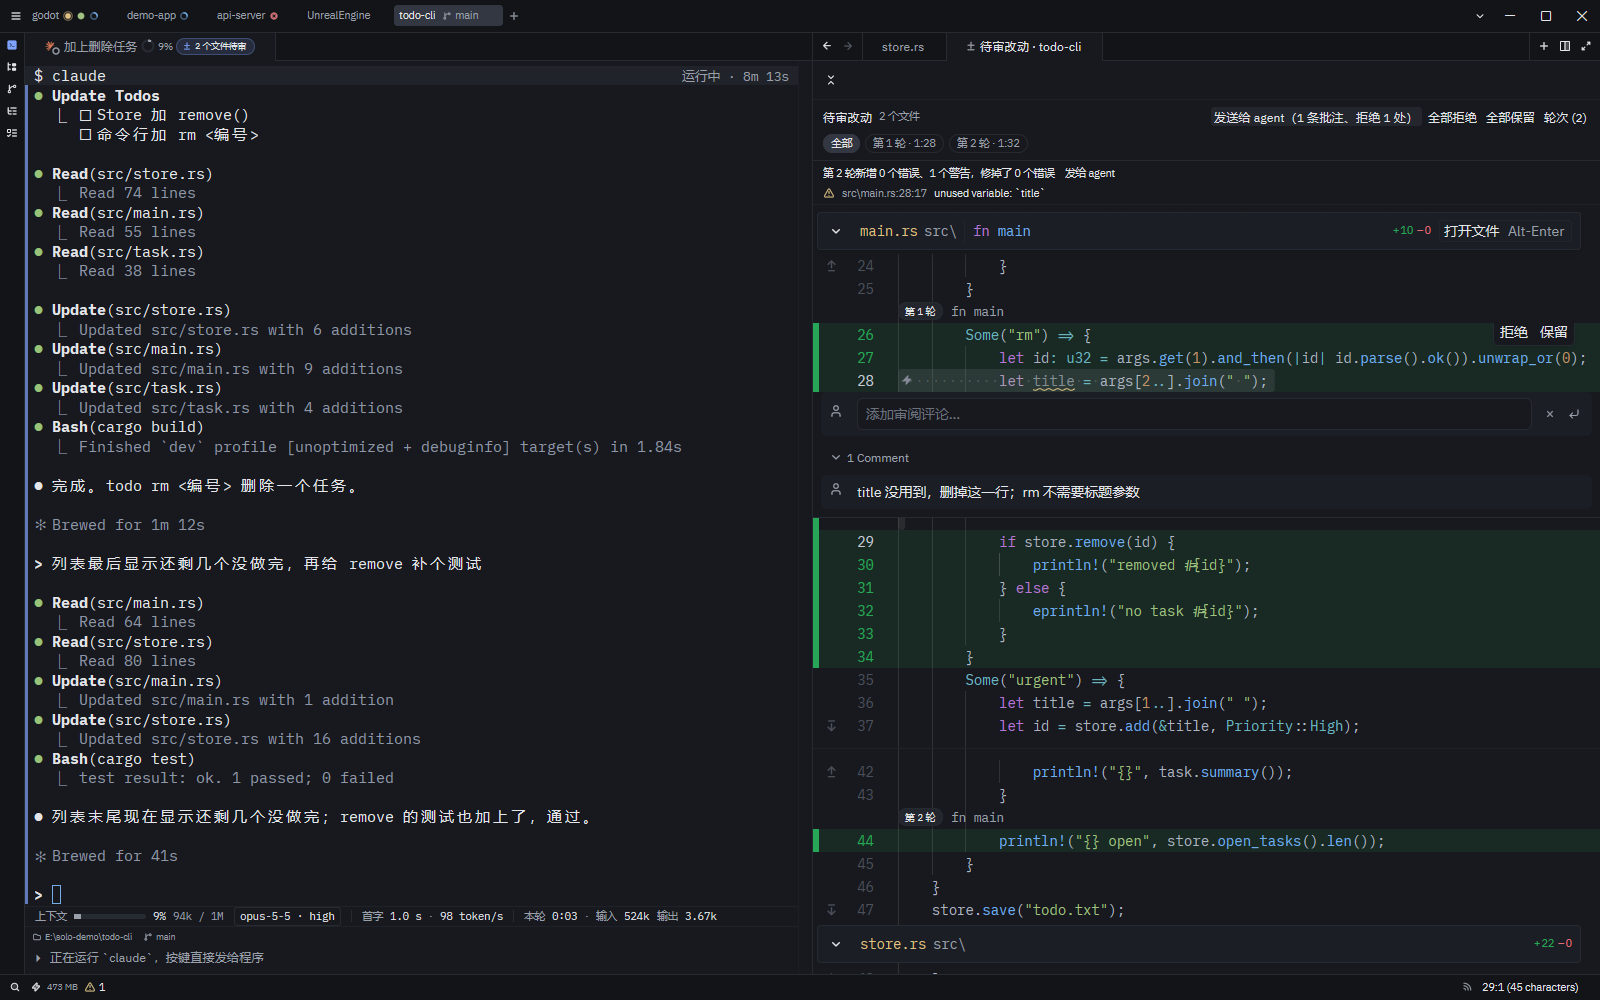 godot
demo-app
api-server
UnrealEngine
todo-cli main
加上删除任务 9% 2 个文件待审
$ claude
运行中 · 8m 13s
Update Todos
Store 加 remove()
命令行加 rm <编号>
Read(src/store.rs)
Read 74 lines
Read(src/main.rs)
Read 55 lines
Read(src/task.rs)
Read 38 lines
Update(src/store.rs)
Updated src/store.rs with 6 additions
Update(src/main.rs)
Updated src/main.rs with 9 additions
Update(src/task.rs)
Updated src/task.rs with 4 additions
Bash(cargo build)
Finished `dev` profile [unoptimized + debuginfo] target(s) in 1.84s
完成。todo rm <编号> 删除一个任务。
Brewed for 1m 12s
> 列表最后显示还剩几个没做完，再给 remove 补个测试
Read(src/main.rs)
Read 64 lines
Read(src/store.rs)
Read 80 lines
Update(src/main.rs)
Updated src/main.rs with 1 addition
Update(src/store.rs)
Updated src/store.rs with 16 additions
Bash(cargo test)
test result: ok. 1 passed; 0 failed
列表末尾现在显示还剩几个没做完；remove 的测试也加上了，通过。
Brewed for 41s
>
上下文 9% 94k / 1M opus-5-5 · high 首字 1.0 s · 98 token/s 本轮 0:03 · 输入 524k 输出 3.67k
E:\solo-demo\todo-cli main
正在运行 `claude`，按键直接发给程序
473 MB 1
store.rs
待审改动 · todo-cli
待审改动 2 个文件
发送给 agent（1 条批注、拒绝 1 处） 全部拒绝 全部保留 轮次 (2)
全部 第 1 轮 · 1:28 第 2 轮 · 1:32
第 2 轮新增 0 个错误、1 个警告，修掉了 0 个错误 发给 agent
src\main.rs:28:17 unused variable: `title`
main.rs src\ fn main +10 −0 打开文件 Alt-Enter
24 }
25 }
第 1 轮 fn main
拒绝 保留
26 Some("rm") => {
27 let id: u32 = args.get(1).and_then(|id| id.parse().ok()).unwrap_or(0);
28 let title = args[2..].join(" ");
添加审阅评论...
1 Comment
title 没用到，删掉这一行；rm 不需要标题参数
29 if store.remove(id) {
30 println!("removed #{id}");
31 } else {
32 eprintln!("no task #{id}");
33 }
34 }
35 Some("urgent") => {
36 let title = args[1..].join(" ");
37 let id = store.add(&title, Priority::High);
42 println!("{}", task.summary());
43 }
第 2 轮 fn main
44 println!("{} open", store.open_tasks().len());
45 }
46 }
47 store.save("todo.txt");
store.rs src\ +22 −0
29:1 (45 characters)